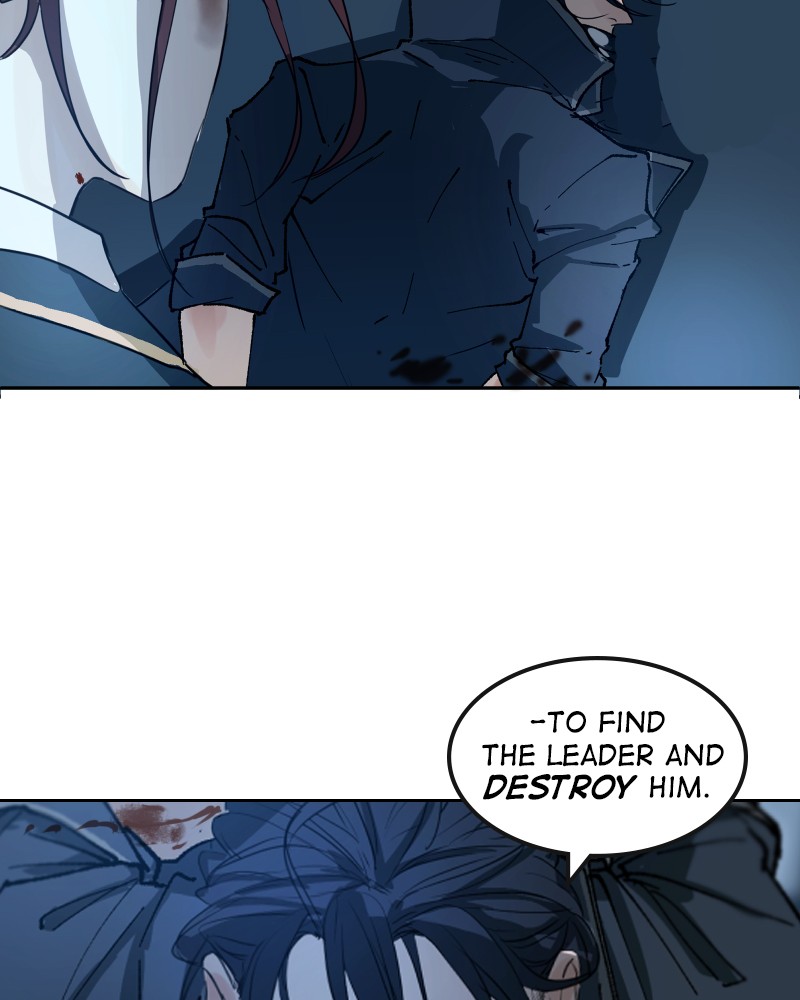 -TO FIND
THE LEADER AND
DESTROY HIM.